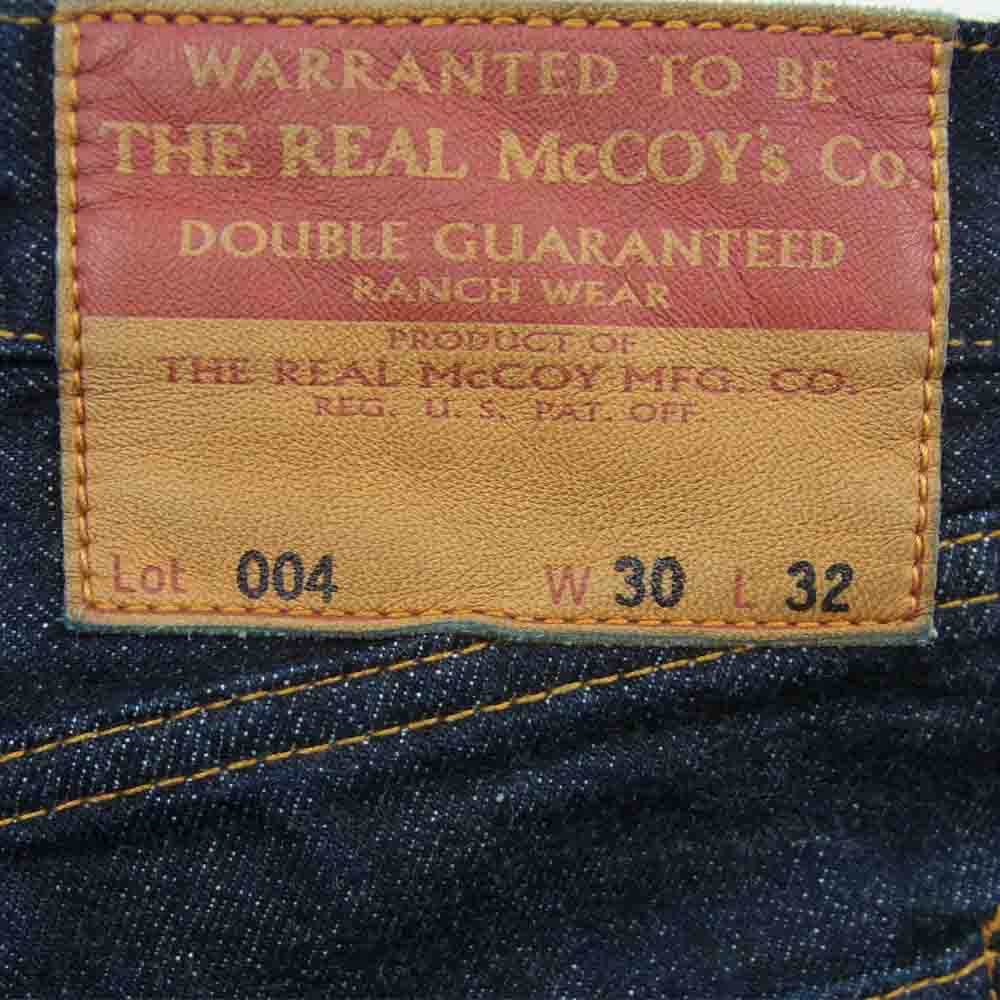 WARRANTED TO BE
THE REAL McCOY's Co.
DOUBLE GUARANTEED
RANCH WEAR
PRODUCT OF
THE REAL McCOY MFG. CO.
REG. U. S. PAT. OFF
Lot 004 W 30 L 32